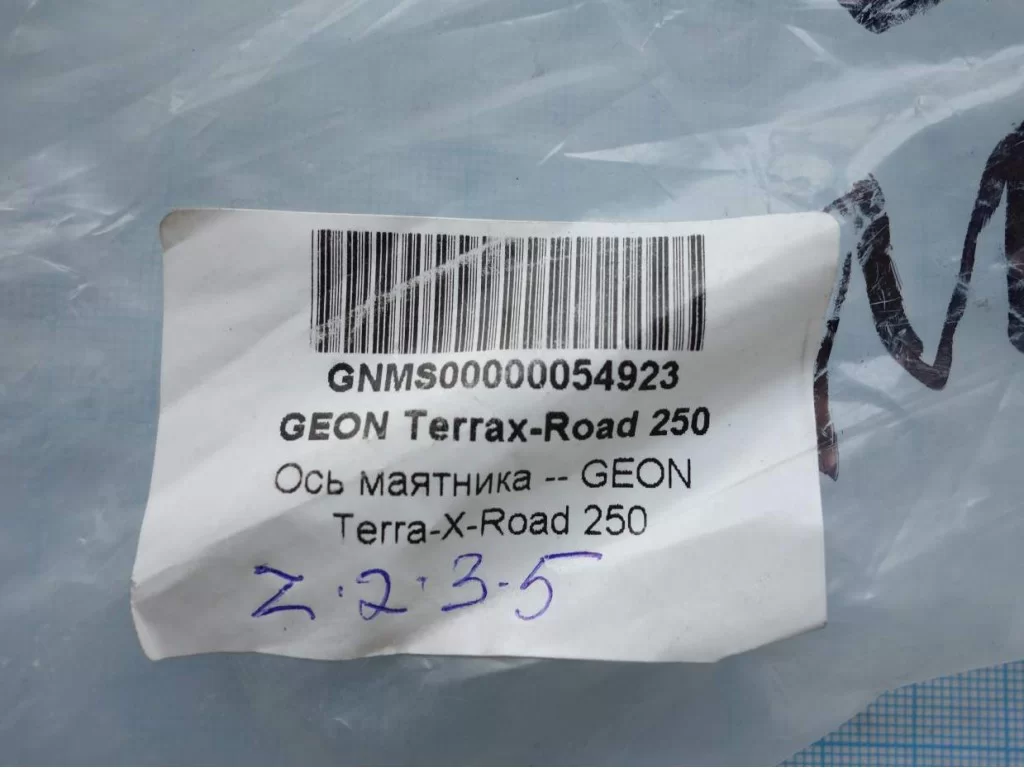 GNMS00000054923
GEON Terrax-Road 250
Ось маятника -- GEON
Terra-X-Road 250
Z·2·3-5